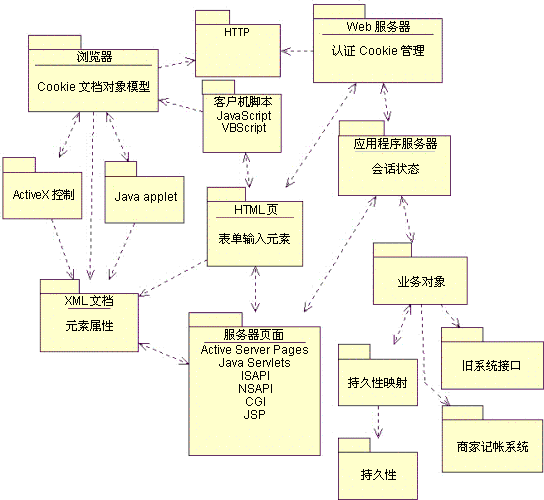 浏览器
Cookie 文档对象模型
HTTP
Web 服务器
认证 Cookie 管理
客户机脚本
JavaScript
VBScript
应用程序服务器
会话状态
ActiveX 控制
Java applet
HTML 页
表单输入元素
XML 文档
元素属性
业务对象
服务器页面
Active Server Pages
Java Servlets
ISAPI
NSAPI
CGI
JSP
旧系统接口
持久性映射
商家记帐系统
持久性